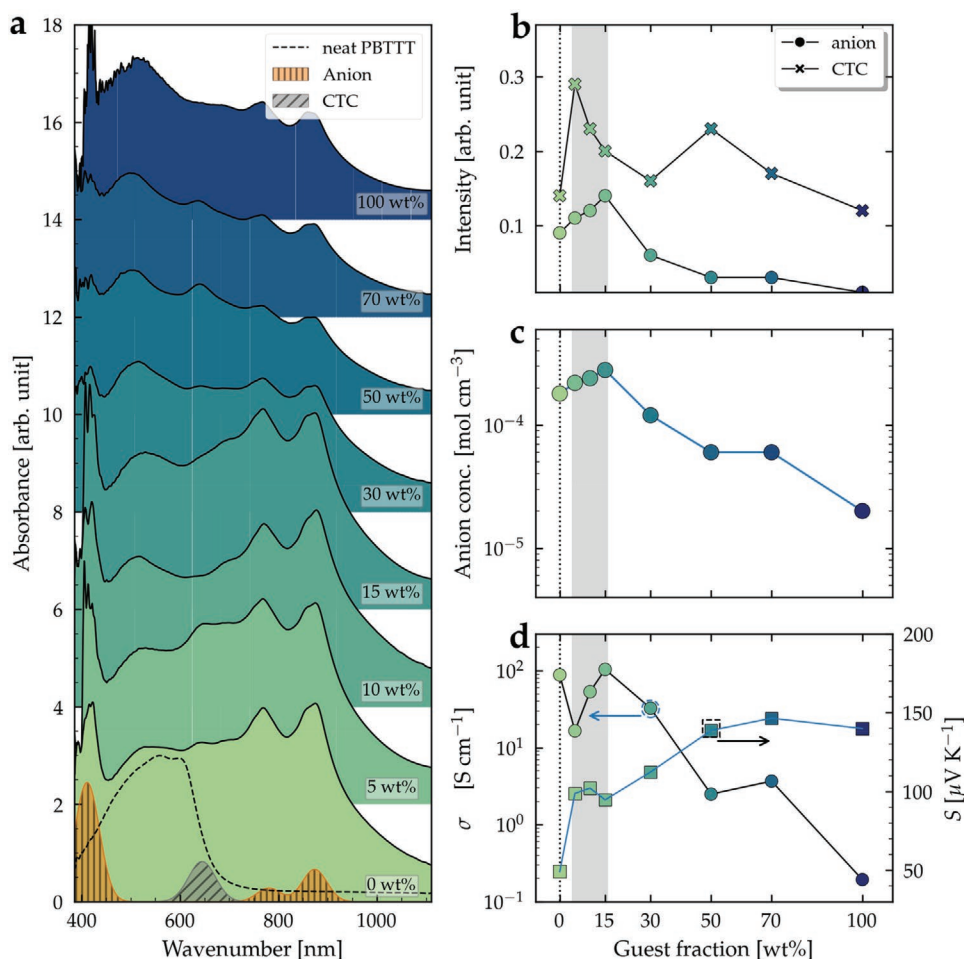 a
18
16
14
12
10
8
6
4
2
0
Absorbance [arb. unit]
neat PBTTT
Anion
CTC
100 wt%
70 wt%
50 wt%
30 wt%
15 wt%
10 wt%
5 wt%
0 wt%
400
600
800
1000
Wavenumber [nm]
b
anion
CTC
0.3
0.2
0.1
Intensity [arb. unit]
c
10⁻⁴
10⁻⁵
Anion conc. [mol cm⁻³]
d
10²
10¹
10⁰
10⁻¹
σ [S cm⁻¹]
200
150
100
50
S [μV K⁻¹]
0
15
30
50
70
100
Guest fraction [wt%]